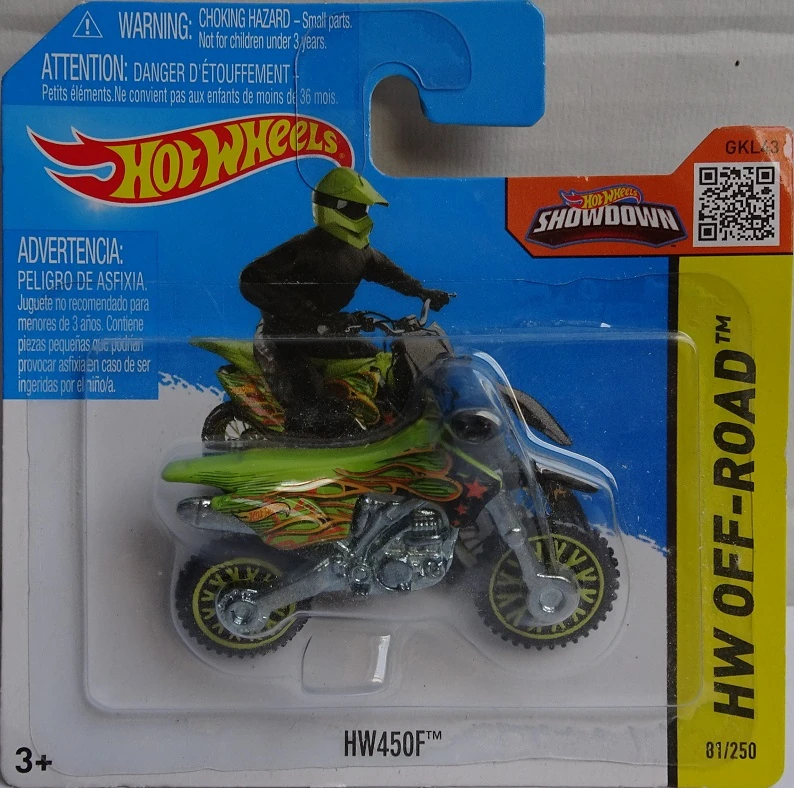 WARNING: CHOKING HAZARD – Small parts.
Not for children under 3 years.
ATTENTION: DANGER D'ÉTOUFFEMENT –
Petits éléments.Ne convient pas aux enfants de moins de 36 mois.
HOT WHEELS
ADVERTENCIA:
PELIGRO DE ASFIXIA.
Juguete no recomendado para
menores de 3 años. Contiene
piezas pequeñas que podrían
provocar asfixia en caso de ser
ingeridas por el niño/a.
GKL43
HOT WHEELS
SHOWDOWN
HW OFF-ROAD™
HW450F™
81/250
3+